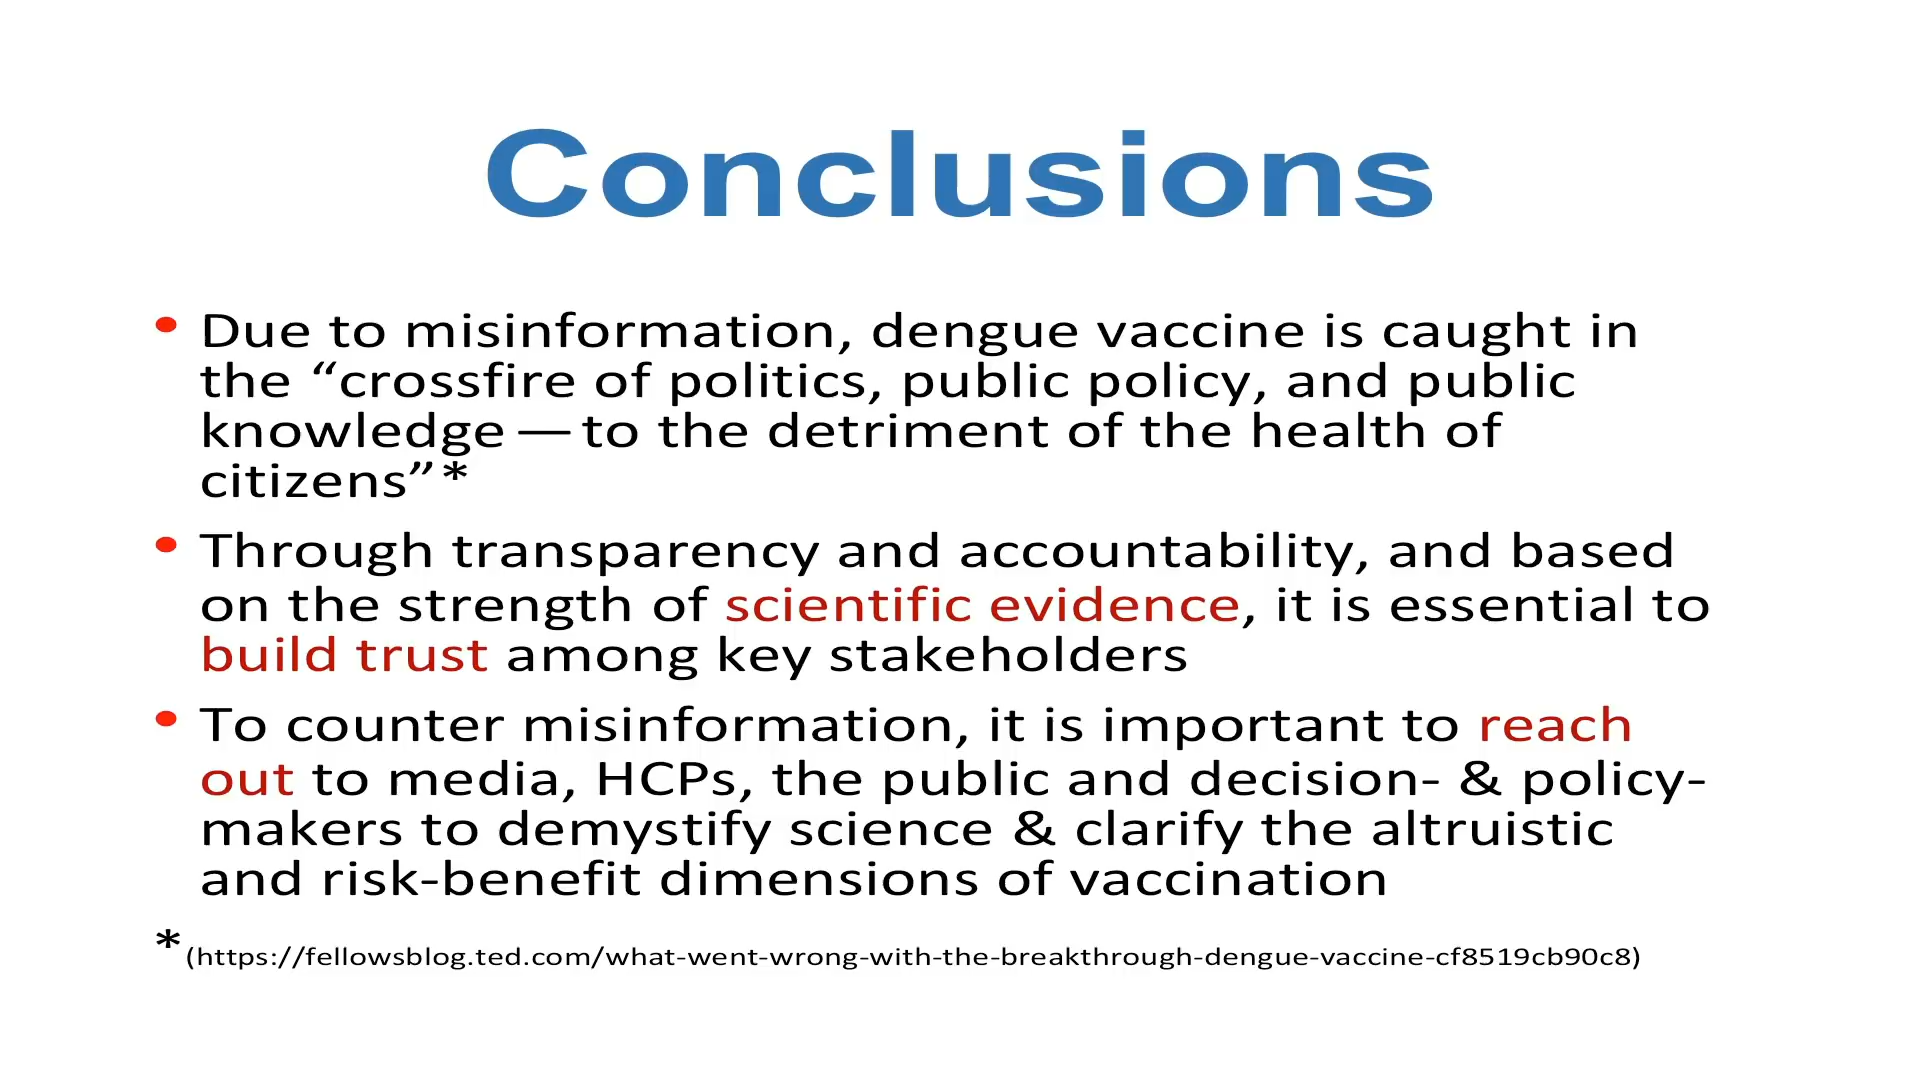 Conclusions
• Due to misinformation, dengue vaccine is caught in
the “crossfire of politics, public policy, and public
knowledge — to the detriment of the health of
citizens”*
• Through transparency and accountability, and based
on the strength of scientific evidence, it is essential to
build trust among key stakeholders
• To counter misinformation, it is important to reach
out to media, HCPs, the public and decision- & policy-
makers to demystify science & clarify the altruistic
and risk-benefit dimensions of vaccination
*(https://fellowsblog.ted.com/what-went-wrong-with-the-breakthrough-dengue-vaccine-cf8519cb90c8)